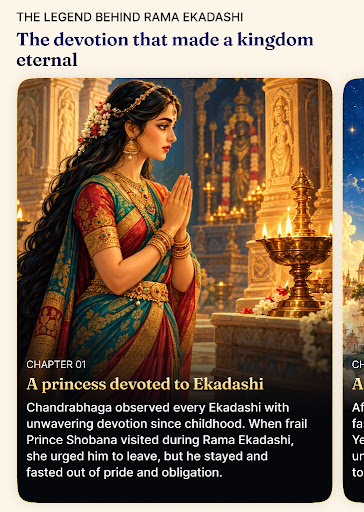 THE LEGEND BEHIND RAMA EKADASHI
The devotion that made a kingdom
eternal
CHAPTER 01
A princess devoted to Ekadashi
Chandrabhaga observed every Ekadashi with
unwavering devotion since childhood. When frail
Prince Shobana visited during Rama Ekadashi,
she urged him to leave, but he stayed and
fasted out of pride and obligation.